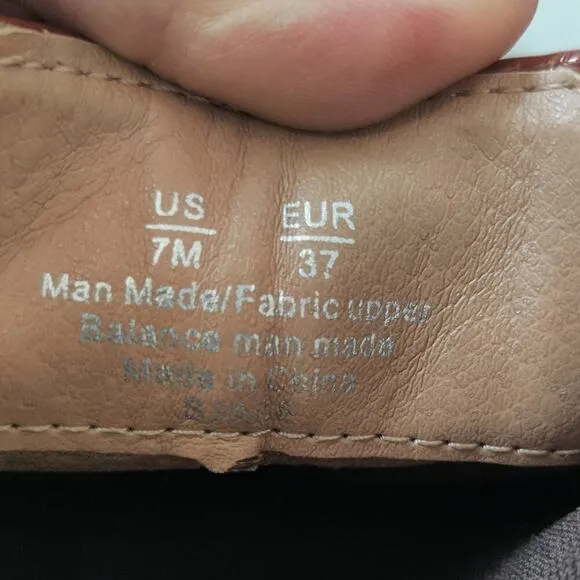 US EUR
7M 37
Man Made/Fabric upper
Balance man made
Made in China